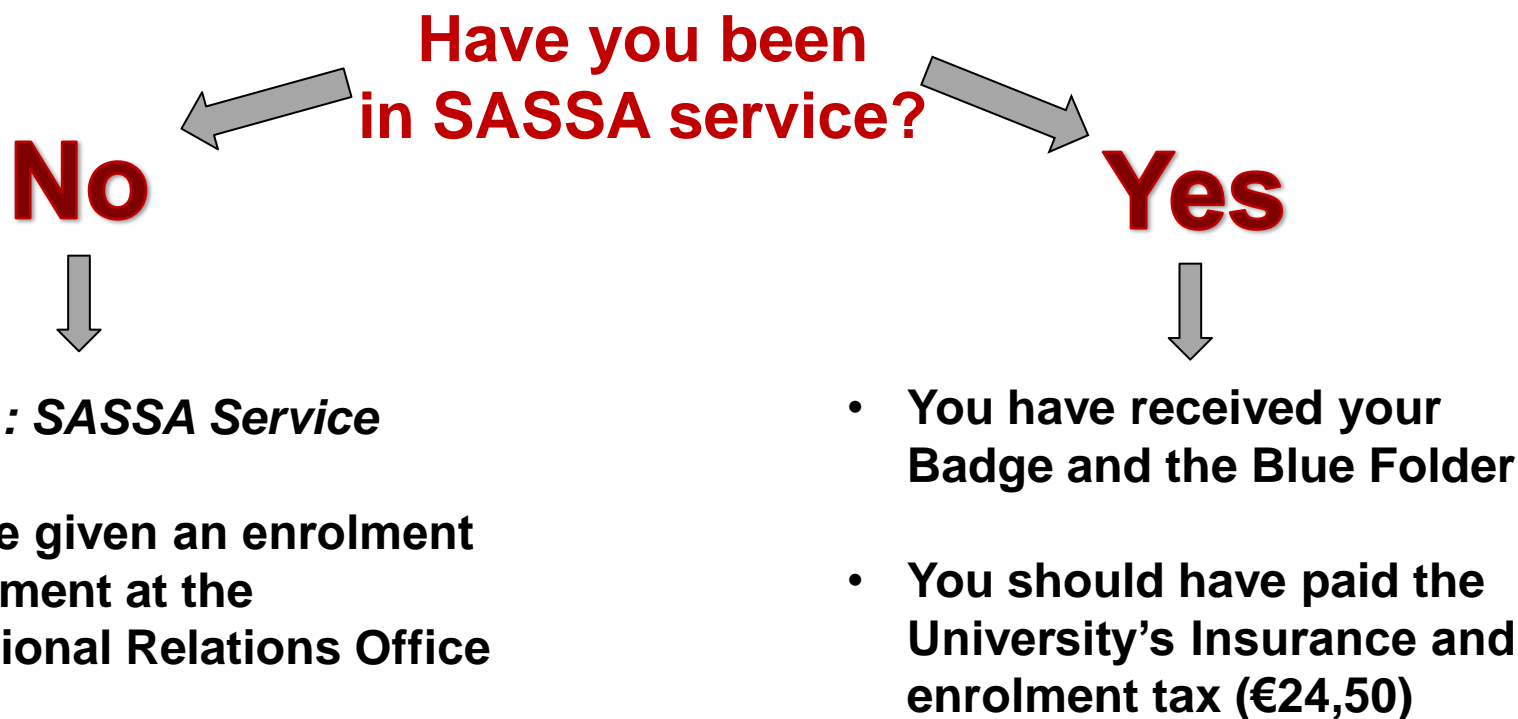 Have you been
in SASSA service?
No
Yes
: SASSA Service
e given an enrolment
ment at the
ional Relations Office
• You have received your
Badge and the Blue Folder
• You should have paid the
University’s Insurance and
enrolment tax (€24,50)